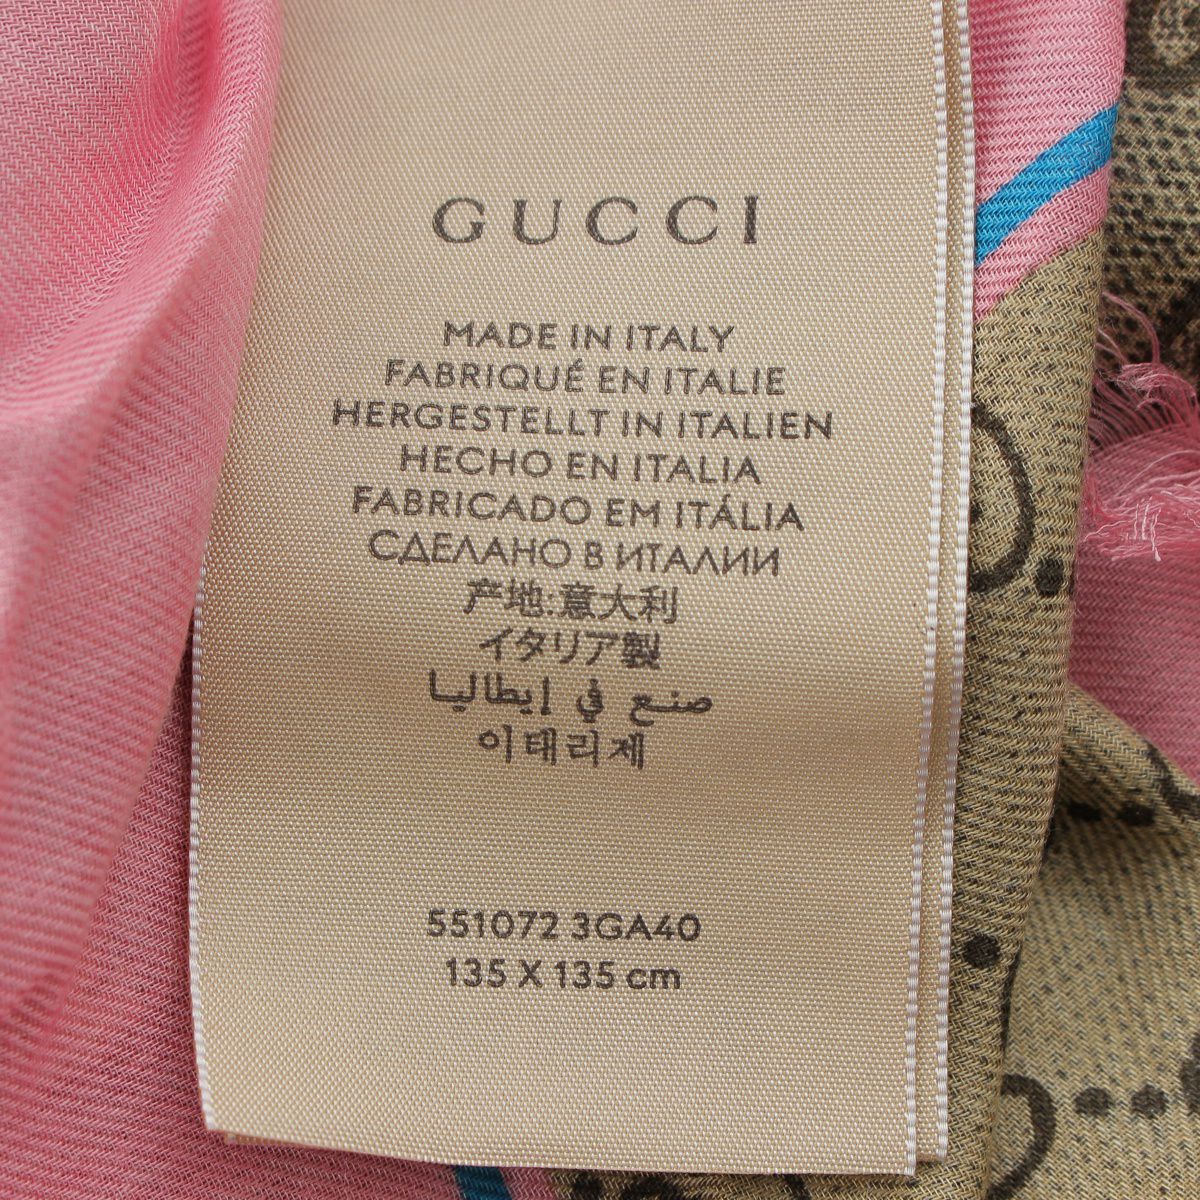 GUCCI
MADE IN ITALY
FABRIQUÉ EN ITALIE
HERGESTELLT IN ITALIEN
HECHO EN ITALIA
FABRICADO EM ITÁLIA
СДЕЛАНО В ИТАЛИИ
产地:意大利
イタリア製
صنع في إيطاليا
이태리제
551072 3GA40
135 X 135 cm